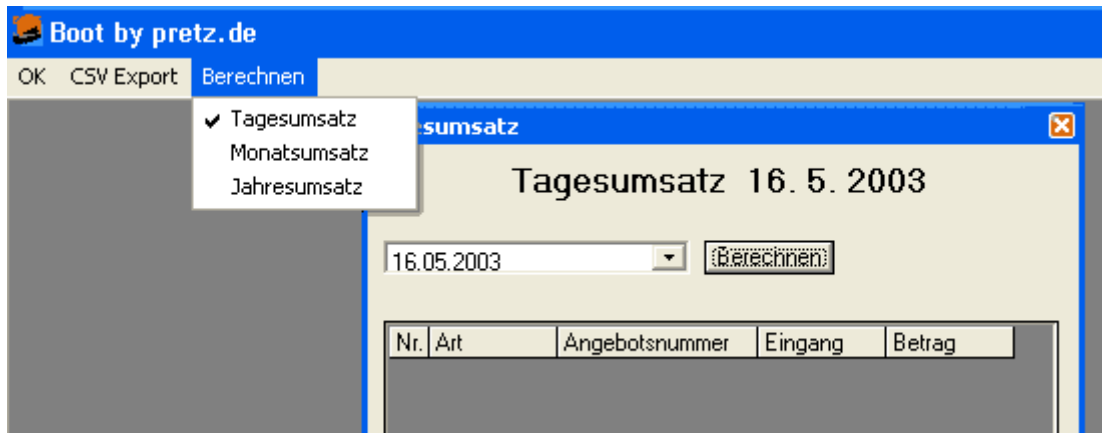 Boot by pretz.de
OK CSV Export Berechnen
Tagesumsatz
Monatsumsatz
Jahresumsatz
sumsatz
Tagesumsatz 16. 5. 2003
16.05.2003 Berechnen
Nr. Art Angebotsnummer Eingang Betrag